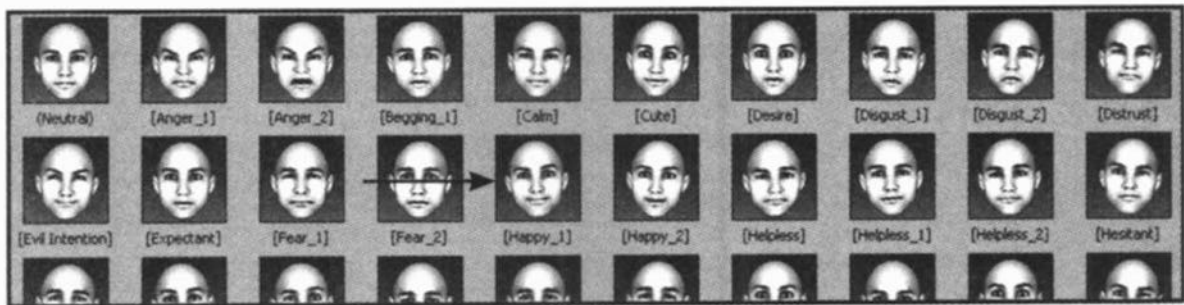 (Neutral) [Anger_1] [Anger_2] [Begging_1] [Calm] [Cute] [Desire] [Disgust_1] [Disgust_2] [Distrust]
[Evil Intention] [Expectant] [Fear_1] [Fear_2] [Happy_1] [Happy_2] [Helpless] [Helpless_1] [Helpless_2] [Hesitant]